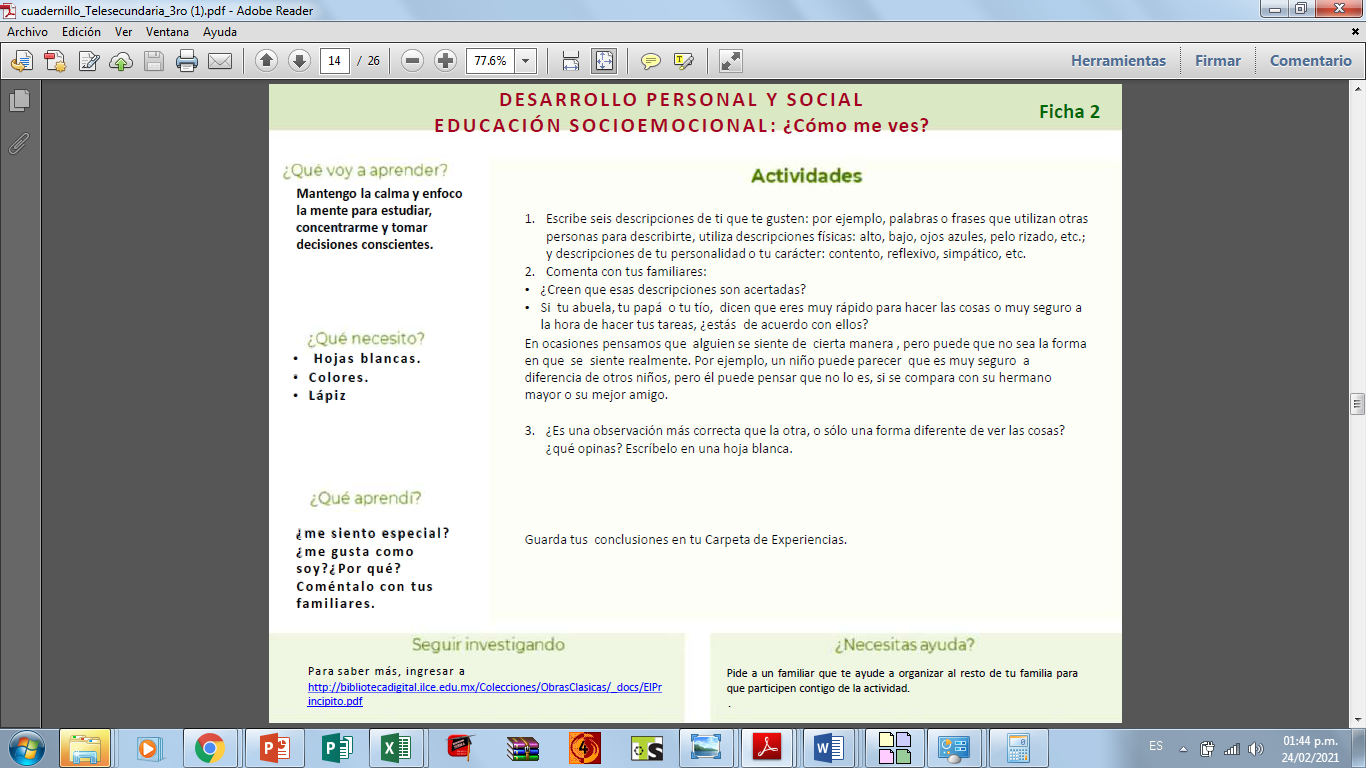 cuadernillo_Telesecundaria_3ro (1).pdf - Adobe Reader
Archivo Edición Ver Ventana Ayuda
14 / 26 77.6% Herramientas Firmar Comentario
DESARROLLO PERSONAL Y SOCIAL
EDUCACIÓN SOCIOEMOCIONAL: ¿Cómo me ves?
Ficha 2
¿Qué voy a aprender?
Mantengo la calma y enfoco
la mente para estudiar,
concentrarme y tomar
decisiones conscientes.
¿Qué necesito?
• Hojas blancas.
• Colores.
• Lápiz
¿Qué aprendí?
¿me siento especial?
¿me gusta como
soy?¿Por qué?
Coméntalo con tus
familiares.
Actividades
1. Escribe seis descripciones de ti que te gusten: por ejemplo, palabras o frases que utilizan otras
personas para describirte, utiliza descripciones físicas: alto, bajo, ojos azules, pelo rizado, etc.;
y descripciones de tu personalidad o tu carácter: contento, reflexivo, simpático, etc.
2. Comenta con tus familiares:
• ¿Creen que esas descripciones son acertadas?
• Si tu abuela, tu papá o tu tío, dicen que eres muy rápido para hacer las cosas o muy seguro a
la hora de hacer tus tareas, ¿estás de acuerdo con ellos?
En ocasiones pensamos que alguien se siente de cierta manera , pero puede que no sea la forma
en que se siente realmente. Por ejemplo, un niño puede parecer que es muy seguro a
diferencia de otros niños, pero él puede pensar que no lo es, si se compara con su hermano
mayor o su mejor amigo.
3. ¿Es una observación más correcta que la otra, o sólo una forma diferente de ver las cosas?
¿qué opinas? Escríbelo en una hoja blanca.
Guarda tus conclusiones en tu Carpeta de Experiencias.
Seguir investigando
Para saber más, ingresar a
http://bibliotecadigital.ilce.edu.mx/Colecciones/ObrasClasicas/_docs/ElPr
incipito.pdf
¿Necesitas ayuda?
Pide a un familiar que te ayude a organizar al resto de tu familia para
que participen contigo de la actividad.
.
ES 01:44 p.m.
24/02/2021